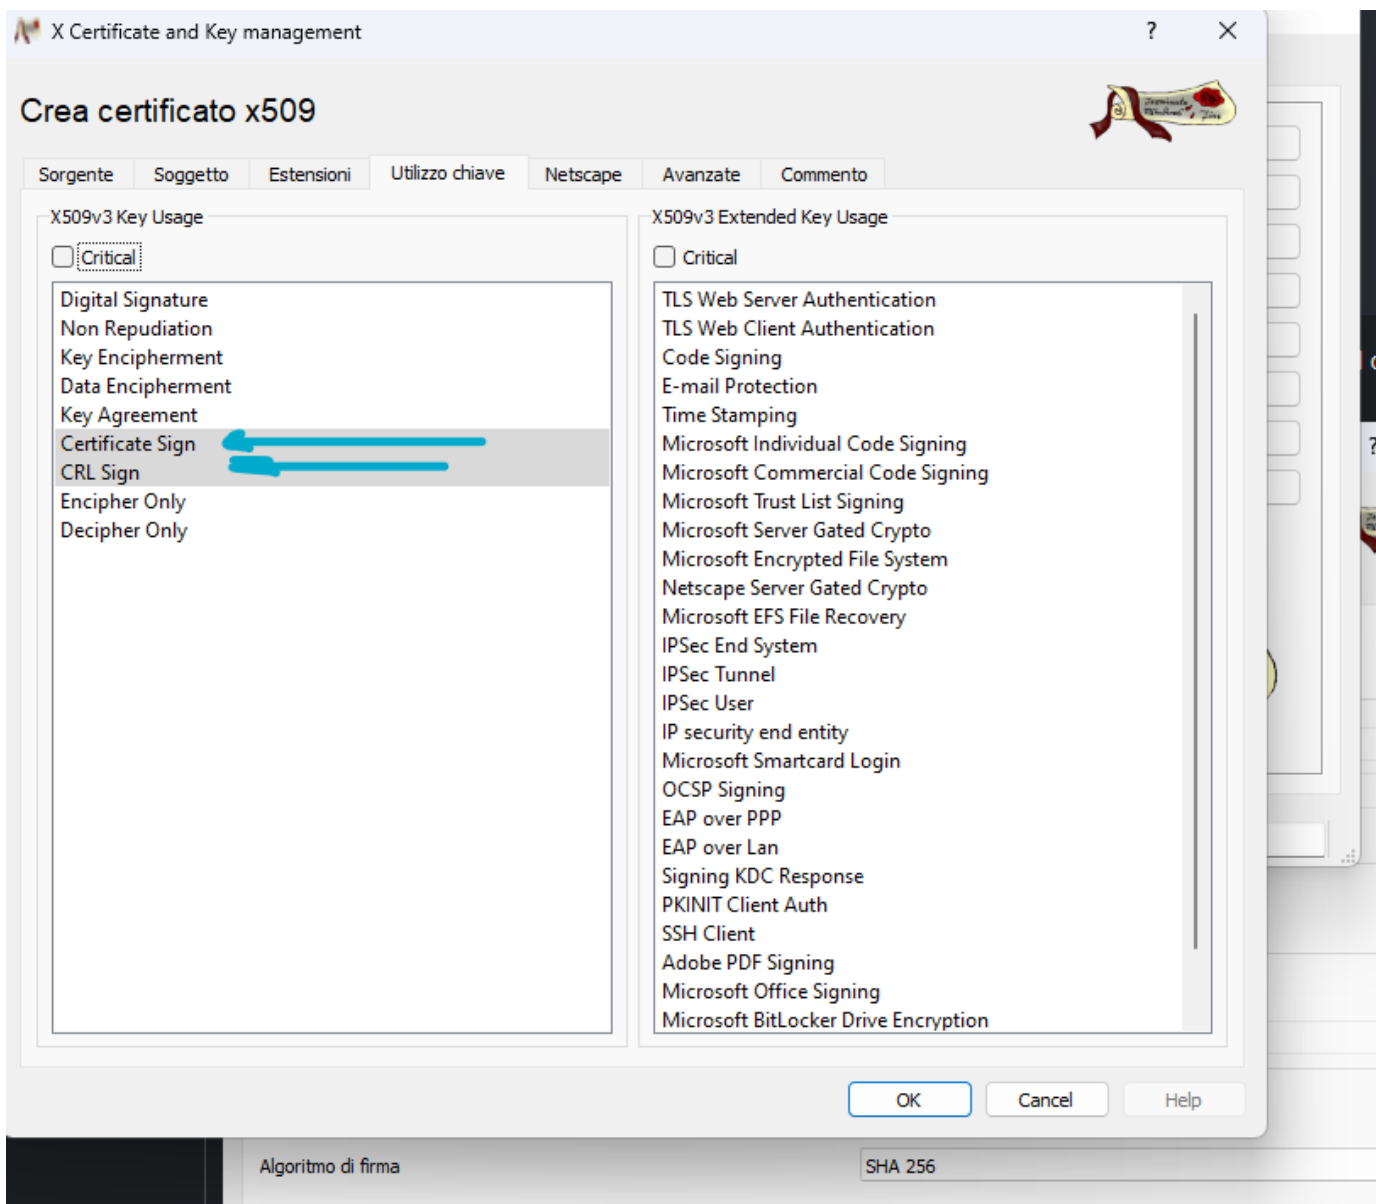 X Certificate and Key management
?
Crea certificato x509
Sorgente
Soggetto
Estensioni
Utilizzo chiave
Netscape
Avanzate
Commento
X509v3 Key Usage
Critical
Digital Signature
Non Repudiation
Key Encipherment
Data Encipherment
Key Agreement
Certificate Sign
CRL Sign
Encipher Only
Decipher Only
X509v3 Extended Key Usage
Critical
TLS Web Server Authentication
TLS Web Client Authentication
Code Signing
E-mail Protection
Time Stamping
Microsoft Individual Code Signing
Microsoft Commercial Code Signing
Microsoft Trust List Signing
Microsoft Server Gated Crypto
Microsoft Encrypted File System
Netscape Server Gated Crypto
Microsoft EFS File Recovery
IPSec End System
IPSec Tunnel
IPSec User
IP security end entity
Microsoft Smartcard Login
OCSP Signing
EAP over PPP
EAP over Lan
Signing KDC Response
PKINIT Client Auth
SSH Client
Adobe PDF Signing
Microsoft Office Signing
Microsoft BitLocker Drive Encryption
OK
Cancel
Help
Algoritmo di firma
SHA 256